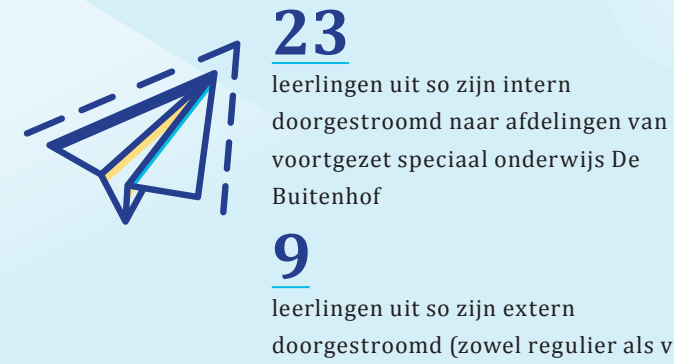 23
leerlingen uit so zijn intern
doorgestroomd naar afdelingen van
voortgezet speciaal onderwijs De
Buitenhof
9
leerlingen uit so zijn extern
doorgestroomd (zowel regulier als